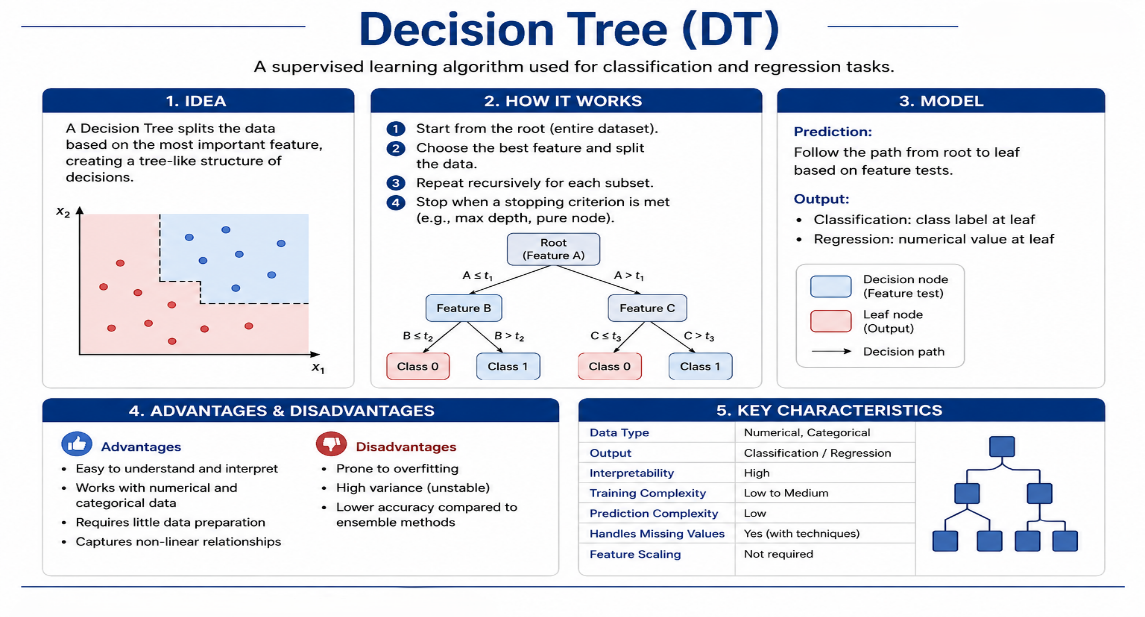 Decision Tree (DT)
A supervised learning algorithm used for classification and regression tasks.
1. IDEA
A Decision Tree splits the data
based on the most important feature,
creating a tree-like structure of
decisions.
x₂
x₁
2. HOW IT WORKS
1 Start from the root (entire dataset).
2 Choose the best feature and split
the data.
3 Repeat recursively for each subset.
4 Stop when a stopping criterion is met
(e.g., max depth, pure node).
Root
(Feature A)
A ≤ t₁ A > t₁
Feature B Feature C
B ≤ t₂ B > t₂ C ≤ t₃ C > t₃
Class 0 Class 1 Class 0 Class 1
3. MODEL
Prediction:
Follow the path from root to leaf
based on feature tests.
Output:
• Classification: class label at leaf
• Regression: numerical value at leaf
Decision node
(Feature test)
Leaf node
(Output)
Decision path
4. ADVANTAGES & DISADVANTAGES
Advantages
• Easy to understand and interpret
• Works with numerical and
categorical data
• Requires little data preparation
• Captures non-linear relationships
Disadvantages
• Prone to overfitting
• High variance (unstable)
• Lower accuracy compared to
ensemble methods
5. KEY CHARACTERISTICS
Data Type Numerical, Categorical
Output Classification / Regression
Interpretability High
Training Complexity Low to Medium
Prediction Complexity Low
Handles Missing Values Yes (with techniques)
Feature Scaling Not required